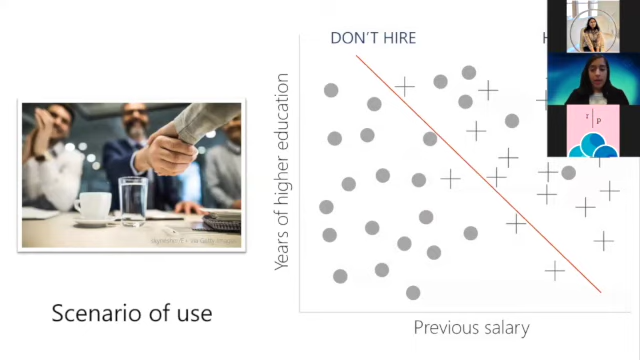 DON'T HIRE
H
Years of higher education
Previous salary
Scenario of use
r | p